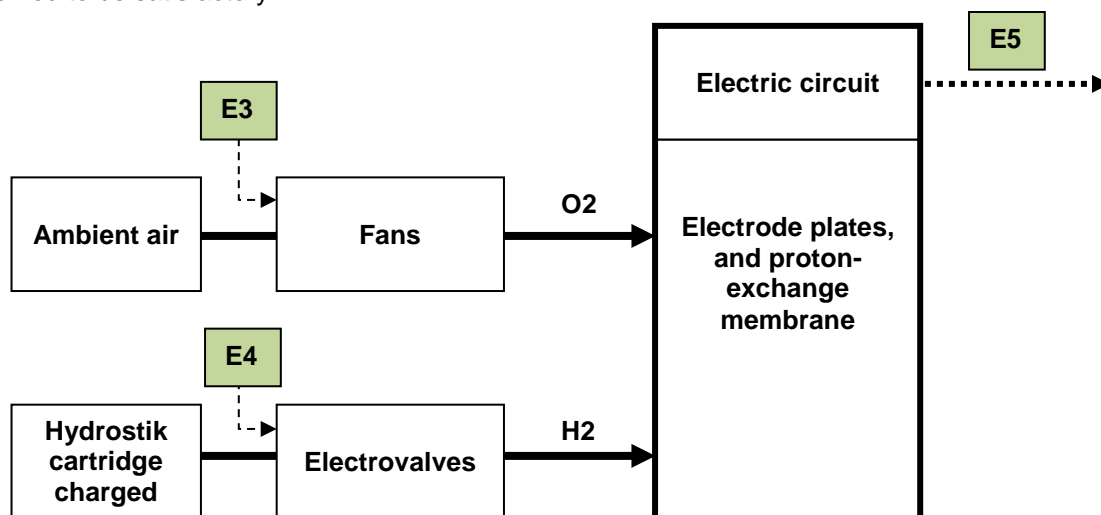 E5
Electric circuit
E3
Ambient air
Fans
O2
Electrode plates,
and proton-
exchange
membrane
E4
Hydrostik
cartridge
charged
Electrovalves
H2